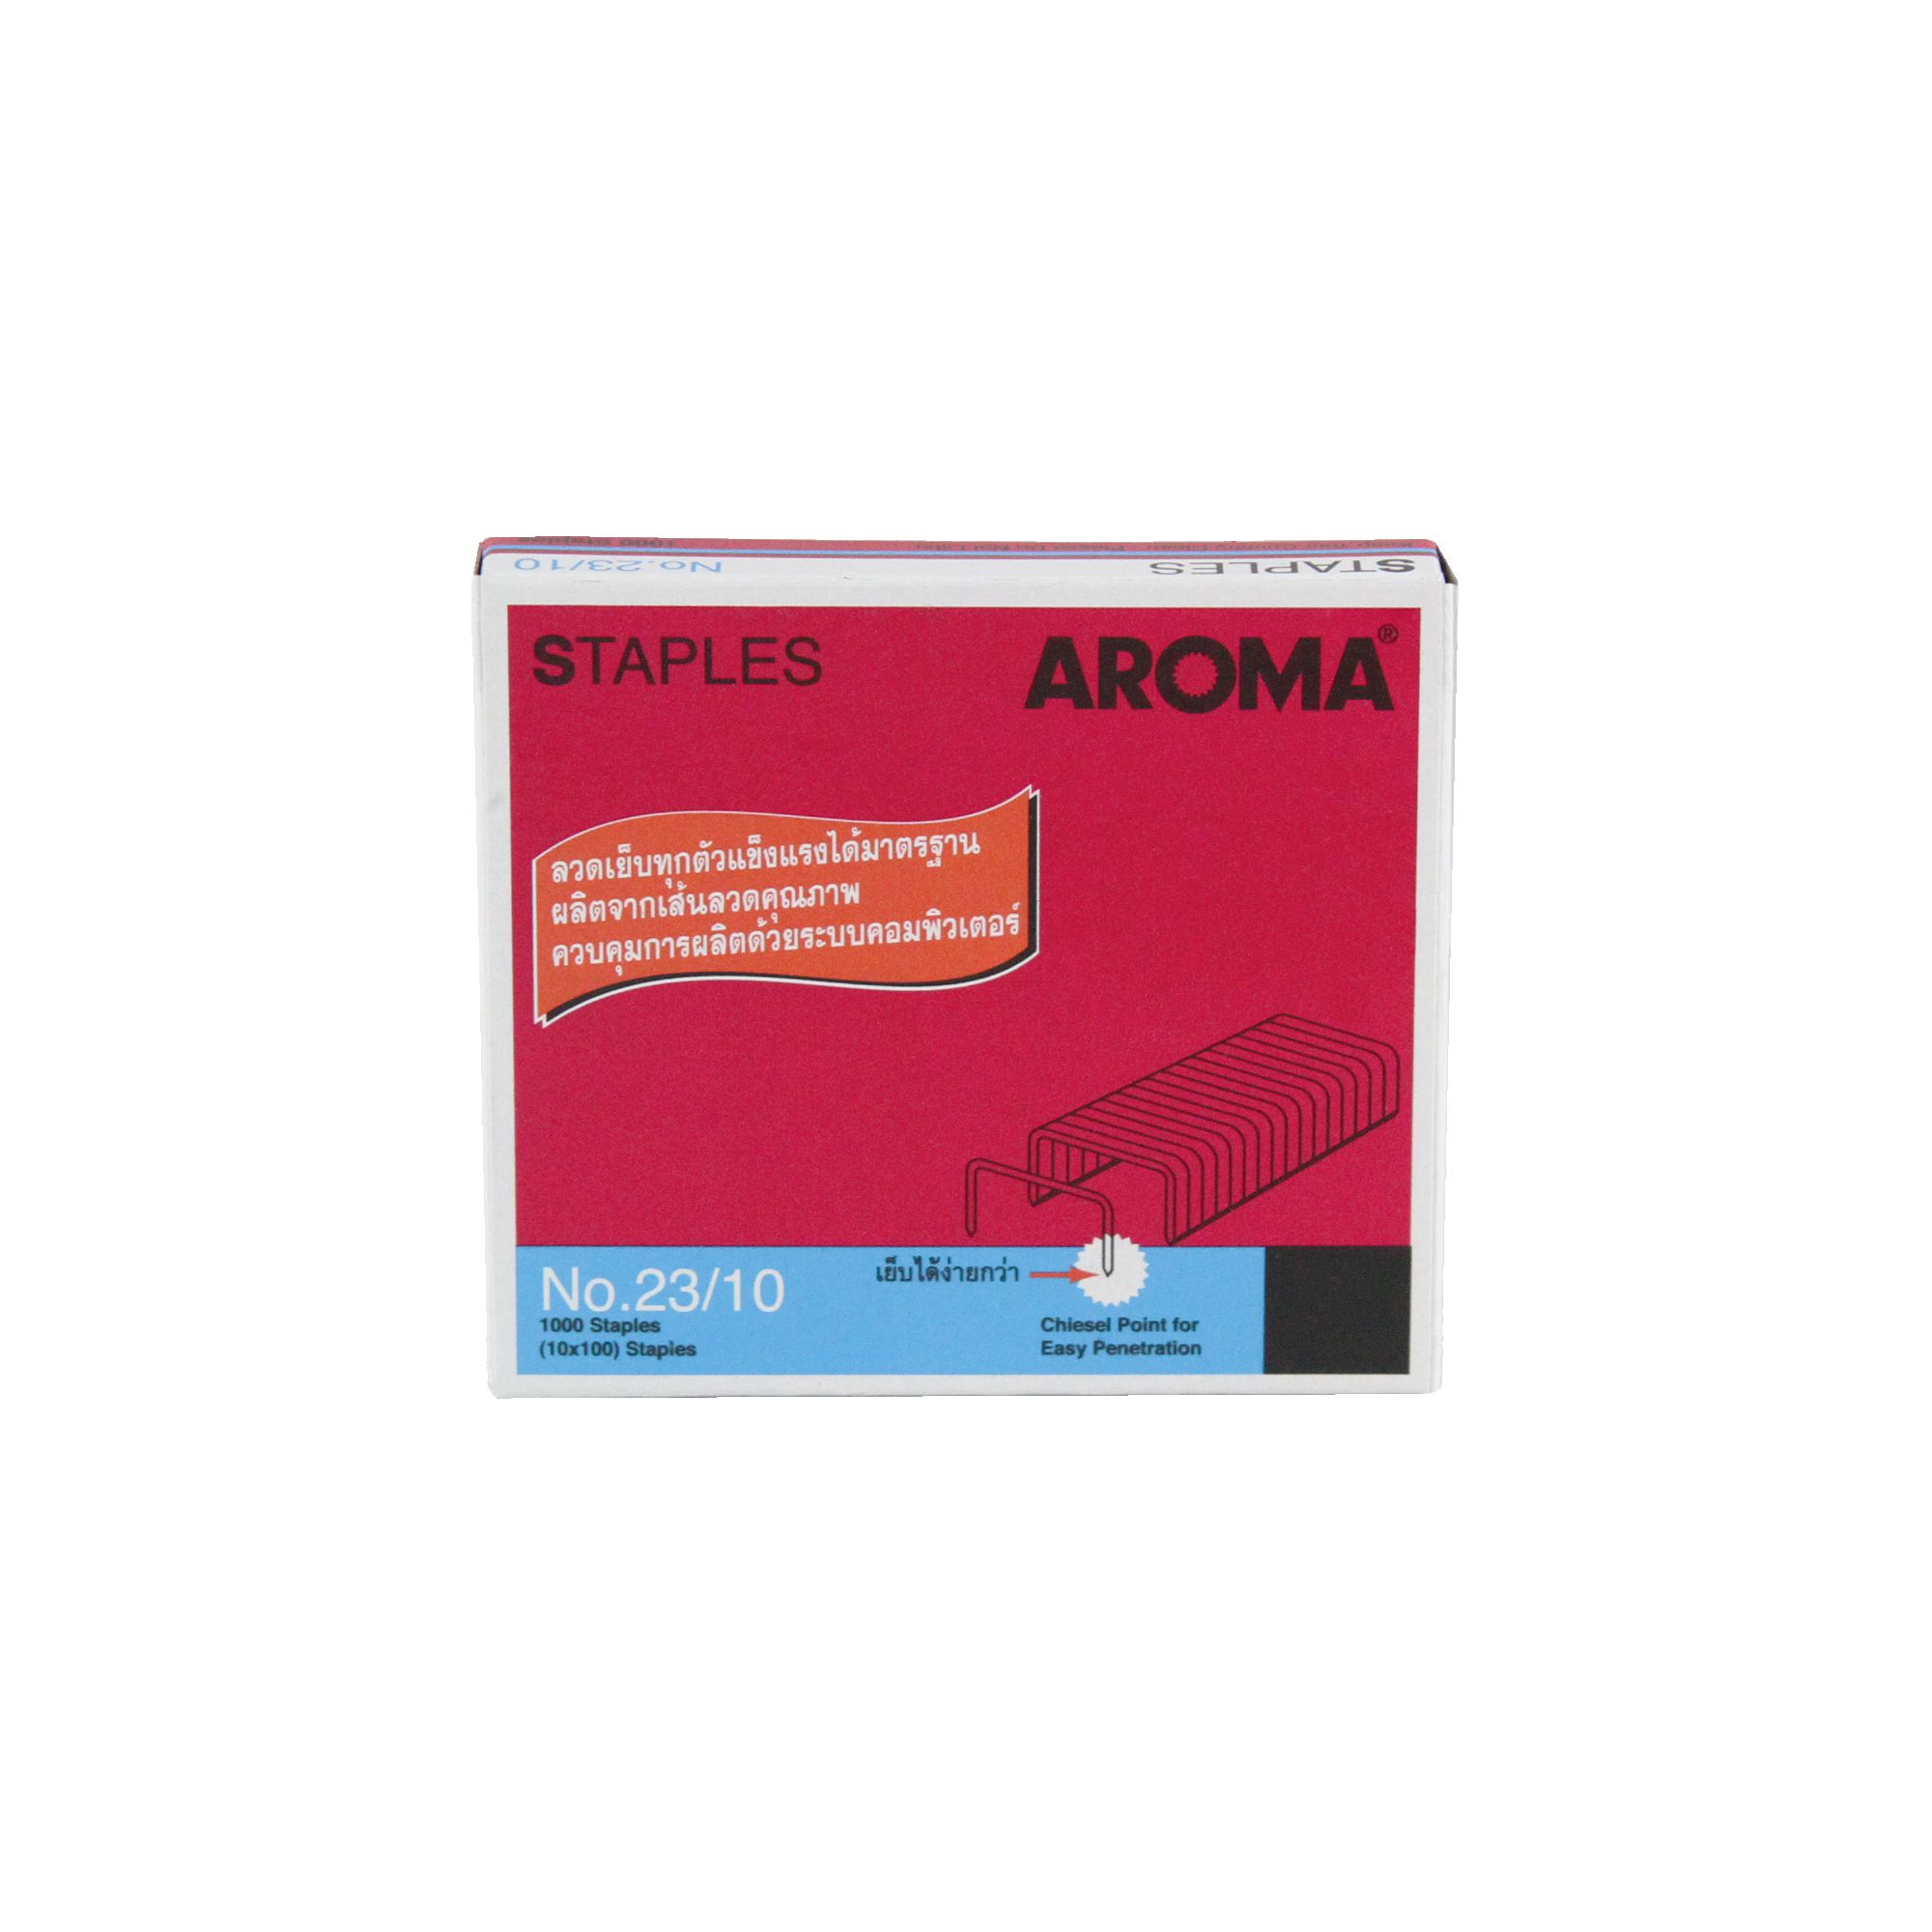 No.23/10
STAPLES
STAPLES
AROMA®
ลวดเย็บทุกตัวแข็งแรงได้มาตรฐาน
ผลิตจากเส้นลวดคุณภาพ
ควบคุมการผลิตด้วยระบบคอมพิวเตอร์
No.23/10
1000 Staples
(10x100) Staples
เย็บได้ง่ายกว่า
Chiesel Point for
Easy Penetration